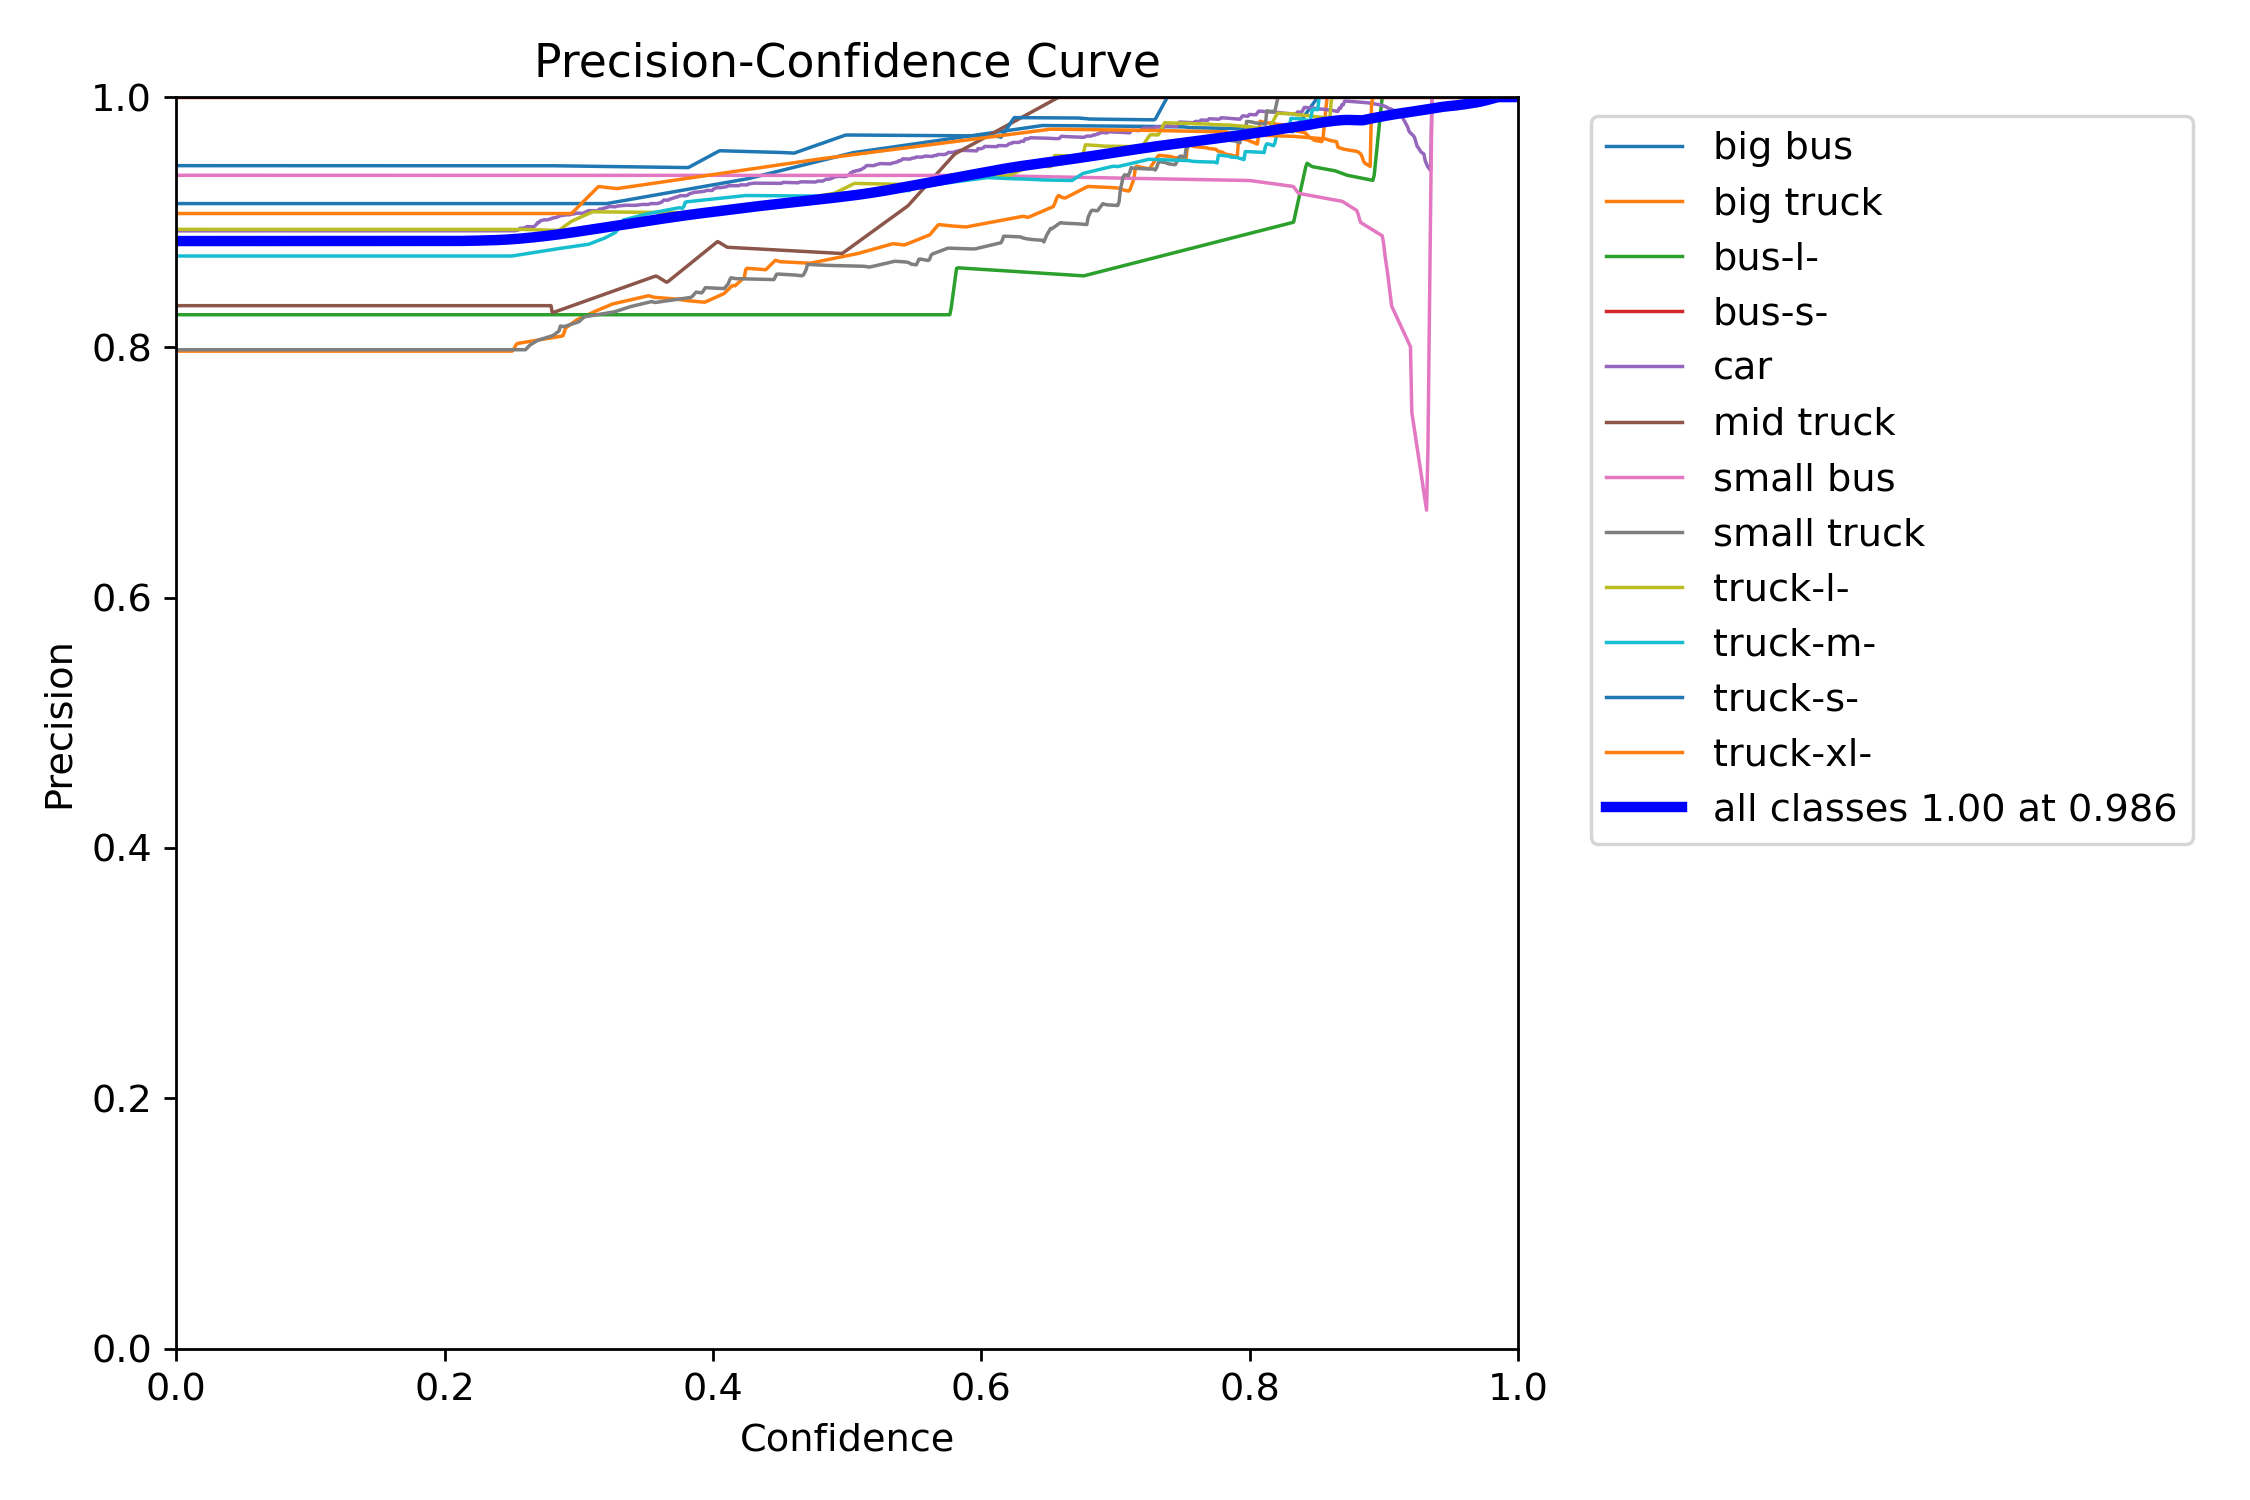 Precision-Confidence Curve
1.0
0.8
0.6
0.4
0.2
0.0
Precision
0.0 0.2 0.4 0.6 0.8 1.0
Confidence
big bus
big truck
bus-l-
bus-s-
car
mid truck
small bus
small truck
truck-l-
truck-m-
truck-s-
truck-xl-
all classes 1.00 at 0.986